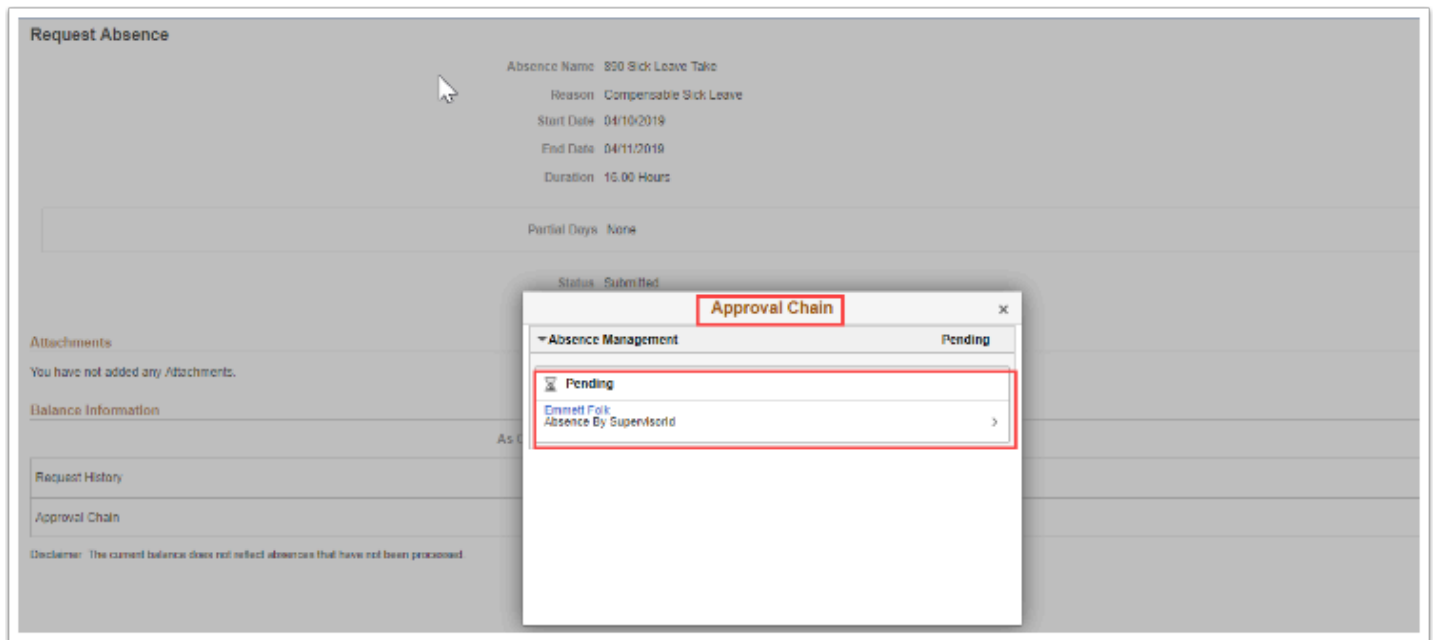 Request Absence
Absence Name 890 Sick Leave Take
Reason Compensable Sick Leave
Start Date 04/10/2019
End Date 04/11/2019
Duration 16.00 Hours
Partial Days None
Status Submitted
Approval Chain ×
Absence Management Pending
Attachments
You have not added any Attachments.
Pending
Emmett Folk
Absence By SupervisorId
Balance Information
As
Request History
Approval Chain
Disclaimer The current balance does not reflect absences that have not been processed.